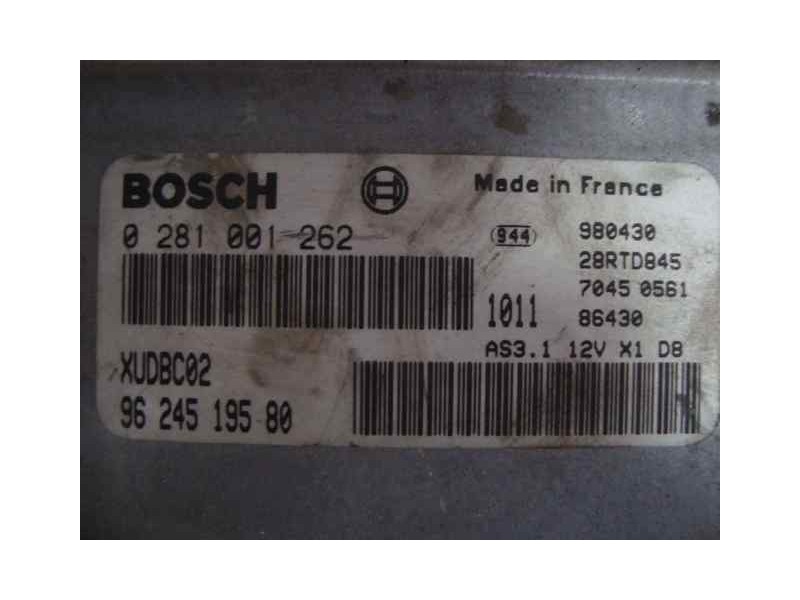 BOSCH
Made in France
0 281 001 262
944
980430
28RTD845
7045 0561
1011
86430
AS3.1 12V X1 D8
XUDBC02
96 245 195 80